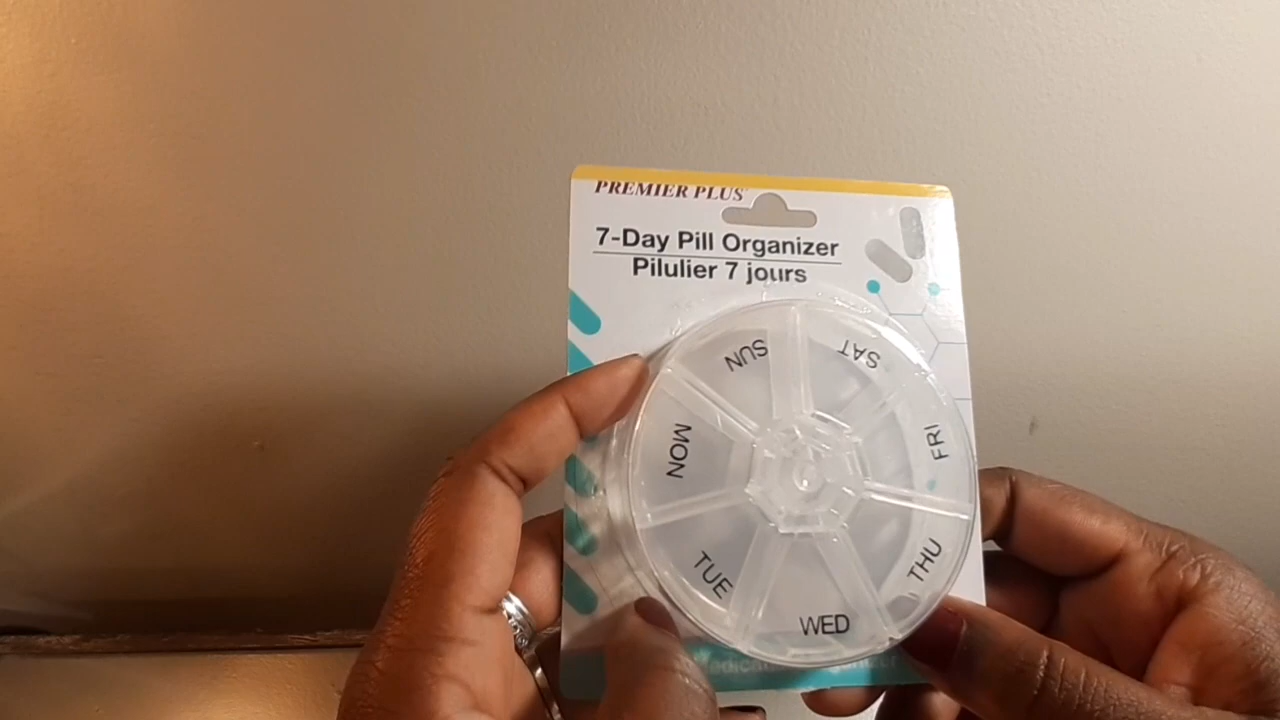 PREMIER PLUS
7-Day Pill Organizer
Pilulier 7 jours
SUN
SAT
MON
FRI
TUE
THU
WED